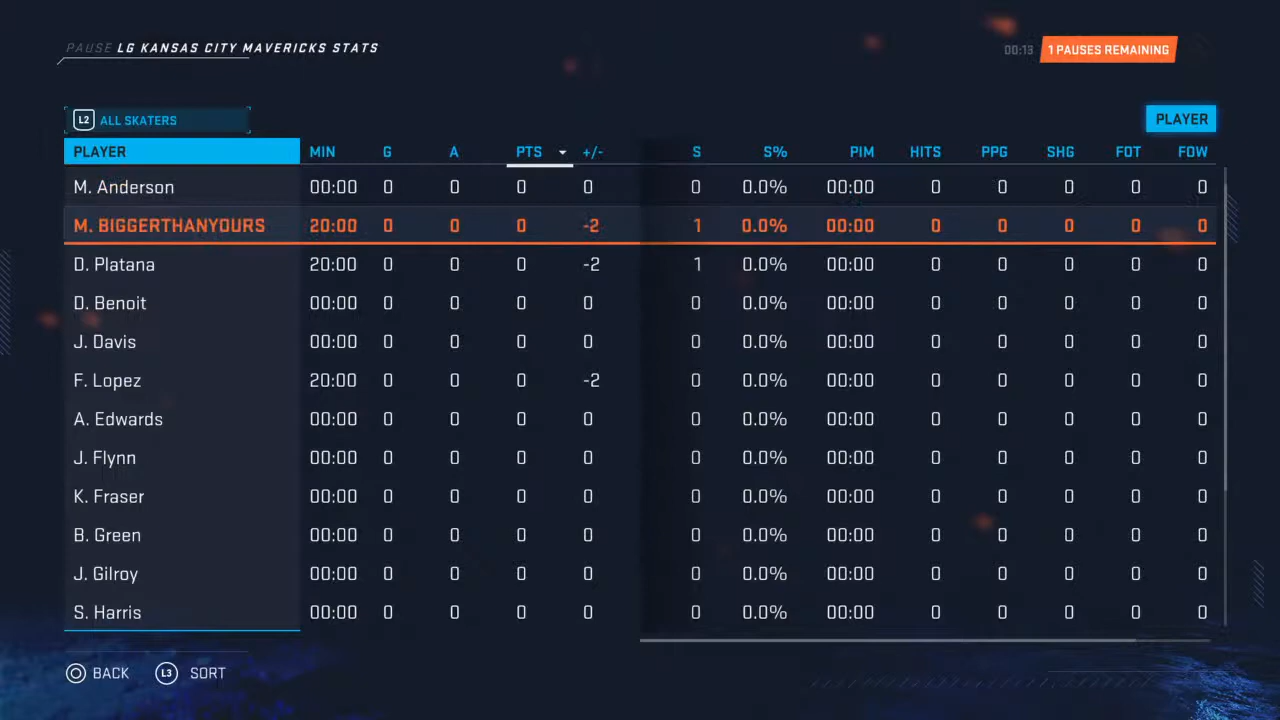 PAUSE LG KANSAS CITY MAVERICKS STATS
00:13 1 PAUSES REMAINING
L2 ALL SKATERS
PLAYER
PLAYER MIN G A PTS +/- S S% PIM HITS PPG SHG FOT FOW
M. Anderson 00:00 0 0 0 0 0 0.0% 00:00 0 0 0 0 0
M. BIGGERTHANYOURS 20:00 0 0 0 -2 1 0.0% 00:00 0 0 0 0 0
D. Platana 20:00 0 0 0 -2 1 0.0% 00:00 0 0 0 0 0
D. Benoit 00:00 0 0 0 0 0 0.0% 00:00 0 0 0 0 0
J. Davis 00:00 0 0 0 0 0 0.0% 00:00 0 0 0 0 0
F. Lopez 20:00 0 0 0 -2 0 0.0% 00:00 0 0 0 0 0
A. Edwards 00:00 0 0 0 0 0 0.0% 00:00 0 0 0 0 0
J. Flynn 00:00 0 0 0 0 0 0.0% 00:00 0 0 0 0 0
K. Fraser 00:00 0 0 0 0 0 0.0% 00:00 0 0 0 0 0
B. Green 00:00 0 0 0 0 0 0.0% 00:00 0 0 0 0 0
J. Gilroy 00:00 0 0 0 0 0 0.0% 00:00 0 0 0 0 0
S. Harris 00:00 0 0 0 0 0 0.0% 00:00 0 0 0 0 0
BACK L3 SORT